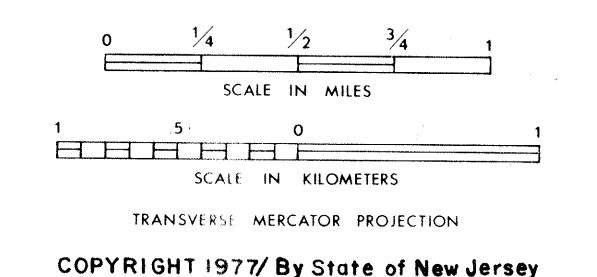 0 1/4 1/2 3/4 1
SCALE IN MILES
1 .5 0 1
SCALE IN KILOMETERS
TRANSVERSE MERCATOR PROJECTION
COPYRIGHT 1977/ By State of New Jersey